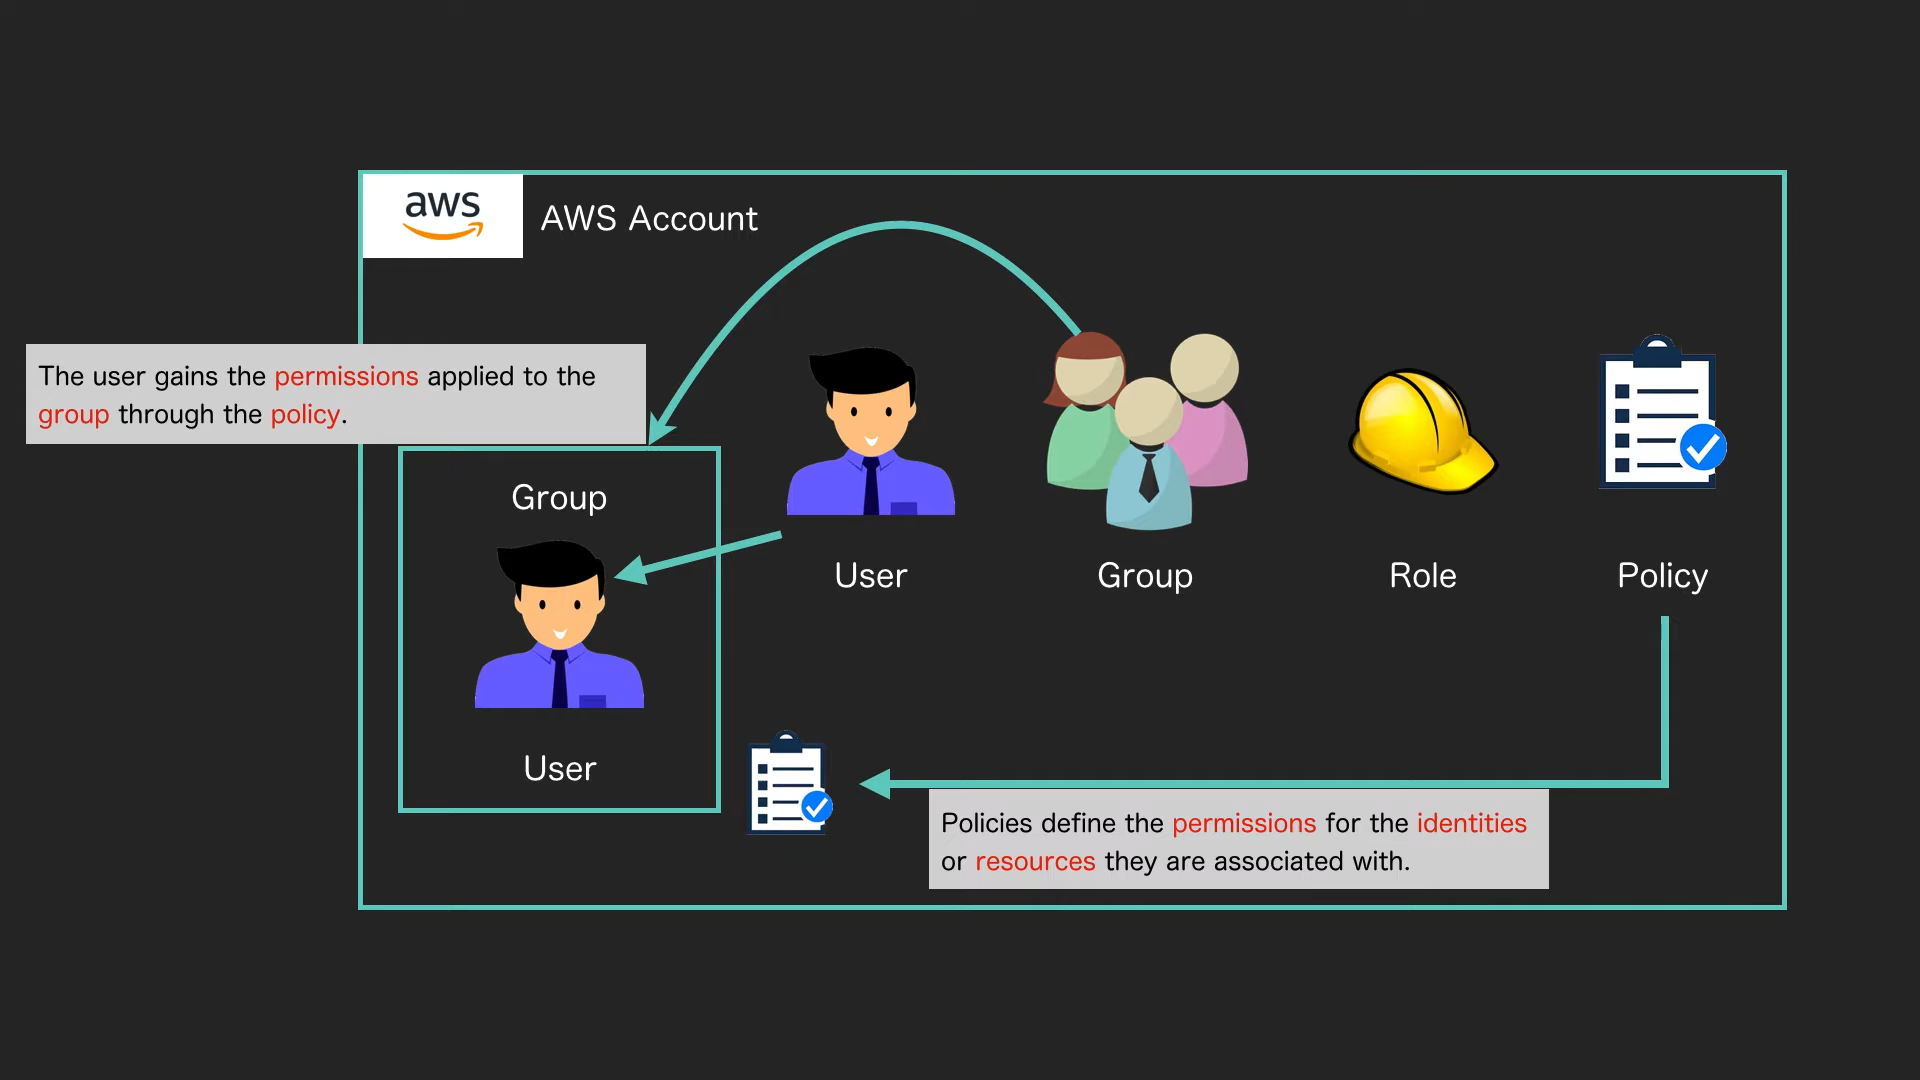 aws
AWS Account
The user gains the permissions applied to the
group through the policy.
Group
User
User
Group
Role
Policy
Policies define the permissions for the identities
or resources they are associated with.